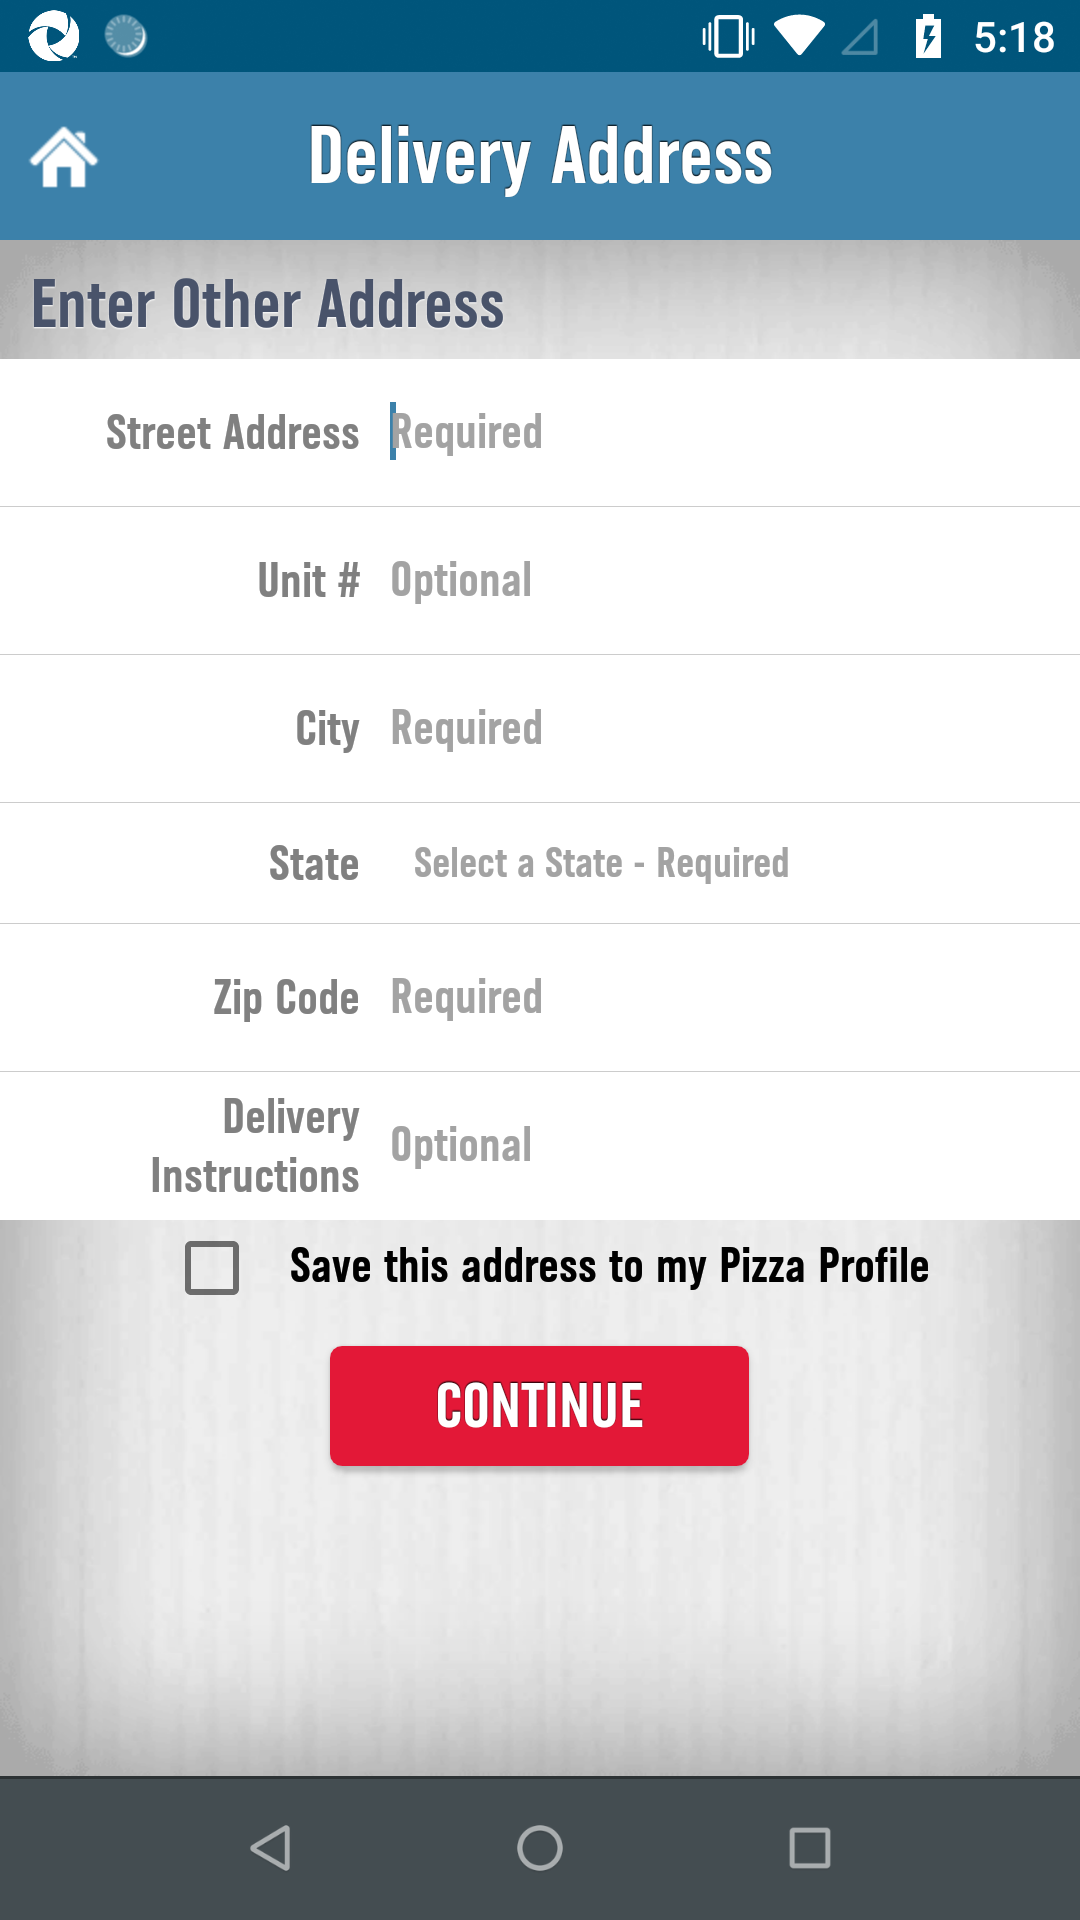 5:18
Delivery Address
Enter Other Address
Street Address Required
Unit # Optional
City Required
State Select a State - Required
Zip Code Required
Delivery
Instructions Optional
Save this address to my Pizza Profile
CONTINUE